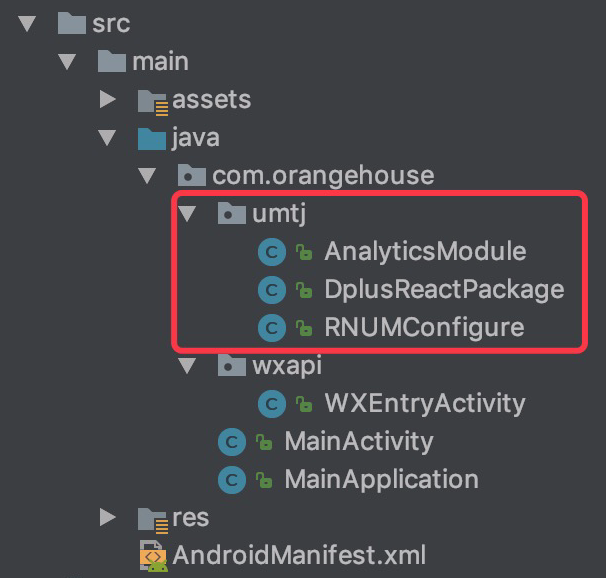 src
main
assets
java
com.orangehouse
umtj
C AnalyticsModule
C DplusReactPackage
C RNUMConfigure
wxapi
C WXEntryActivity
C MainActivity
C MainApplication
res
AndroidManifest.xml